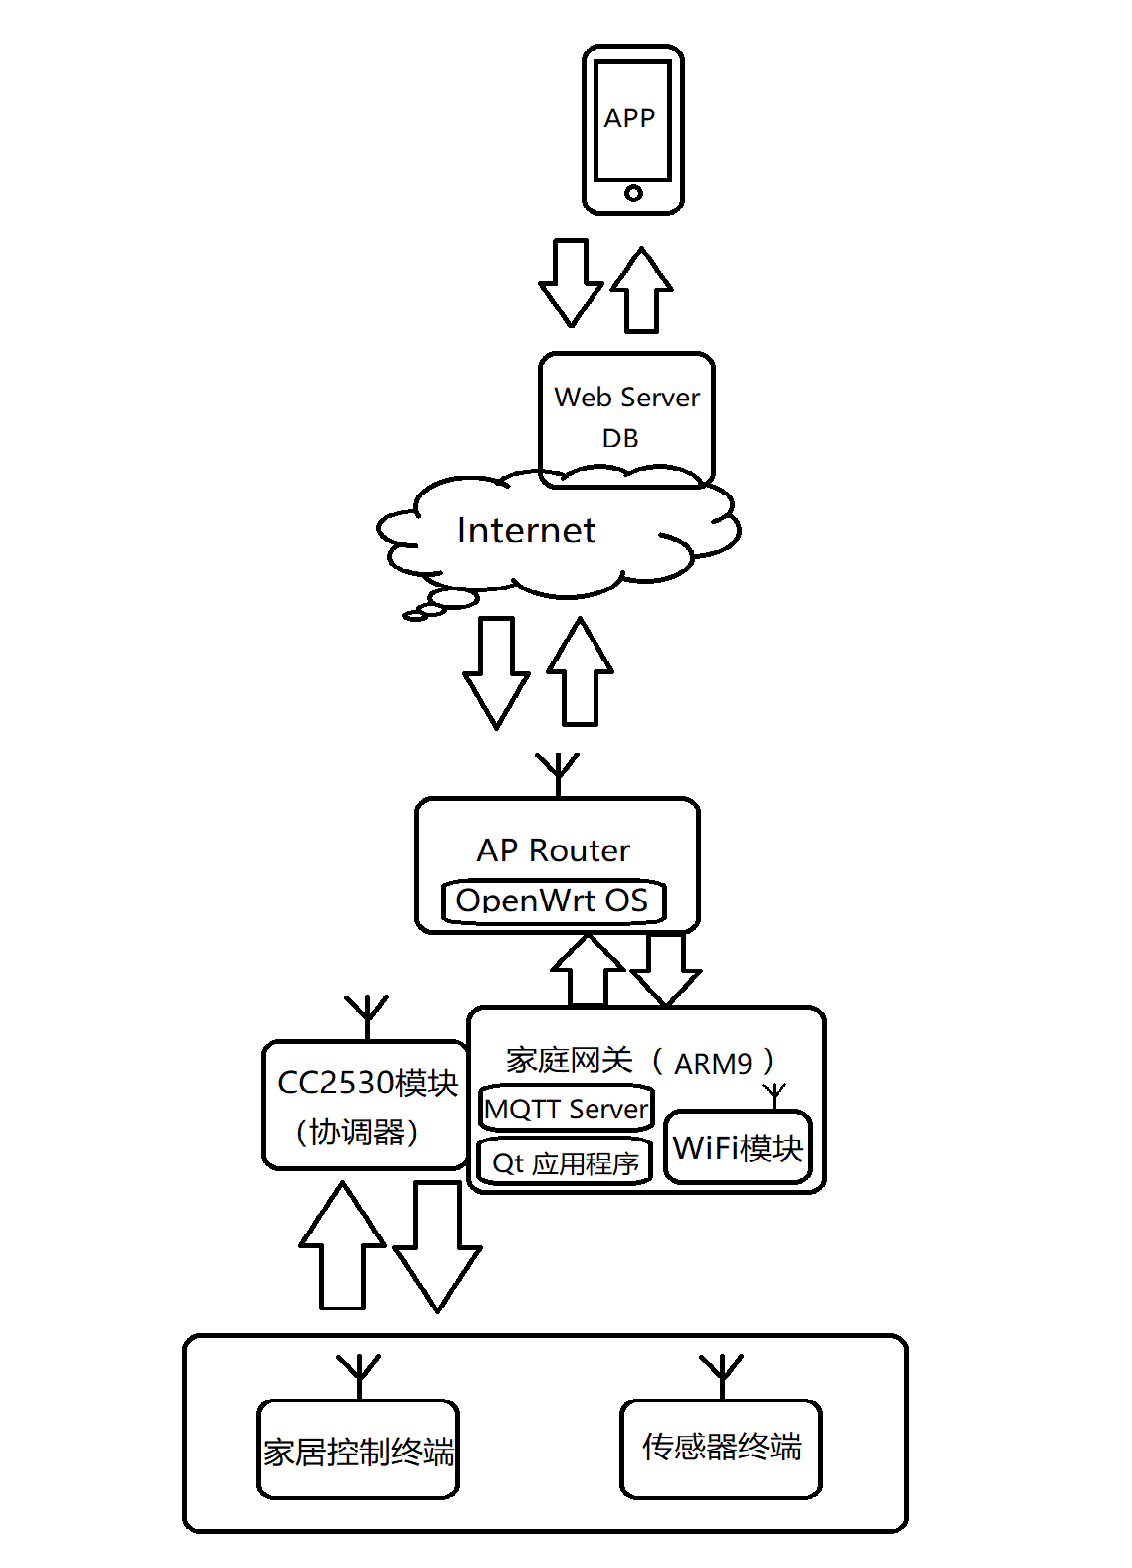 APP
Web Server
DB
Internet
AP Router
OpenWrt OS
CC2530模块
（协调器）
家庭网关（ ARM9 ）
MQTT Server
Qt 应用程序
WiFi模块
家居控制终端
传感器终端